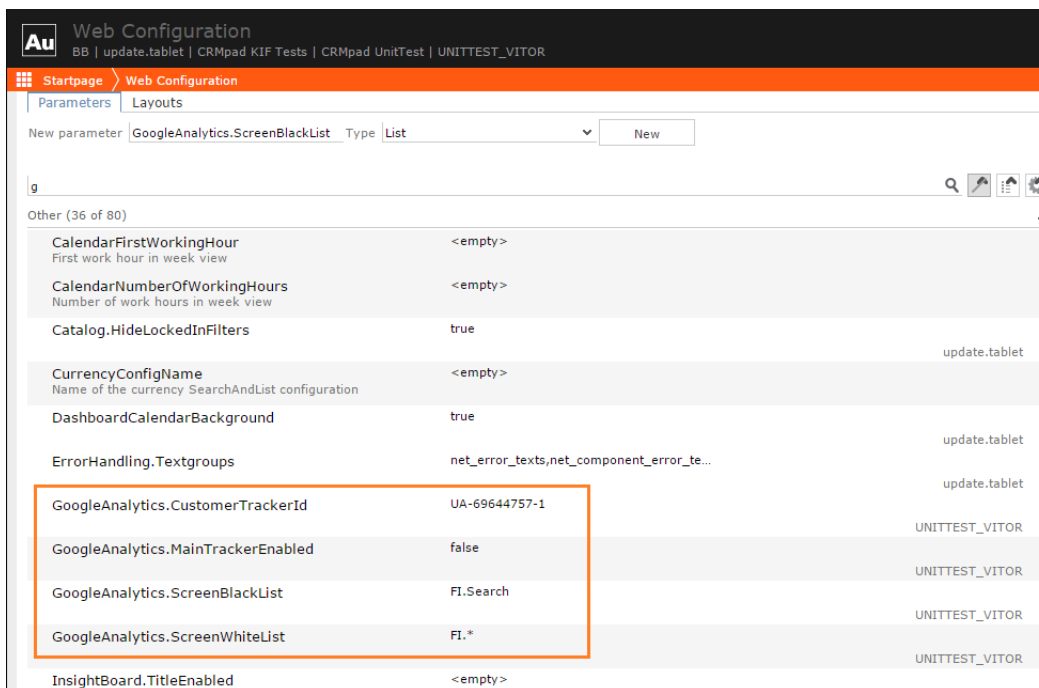 Au
Web Configuration
BB | update.tablet | CRMpad KIF Tests | CRMpad UnitTest | UNITTEST_VITOR
Startpage Web Configuration
Parameters Layouts
New parameter GoogleAnalytics.ScreenBlackList Type List New
g
Other (36 of 80)
CalendarFirstWorkingHour <empty>
First work hour in week view
CalendarNumberOfWorkingHours <empty>
Number of work hours in week view
Catalog.HideLockedInFilters true
update.tablet
CurrencyConfigName <empty>
Name of the currency SearchAndList configuration
DashboardCalendarBackground true
update.tablet
ErrorHandling.Textgroups net_error_texts,net_component_error_te...
update.tablet
GoogleAnalytics.CustomerTrackerId UA-69644757-1
UNITTEST_VITOR
GoogleAnalytics.MainTrackerEnabled false
UNITTEST_VITOR
GoogleAnalytics.ScreenBlackList FI.Search
UNITTEST_VITOR
GoogleAnalytics.ScreenWhiteList FI.*
UNITTEST_VITOR
InsightBoard.TitleEnabled <empty>